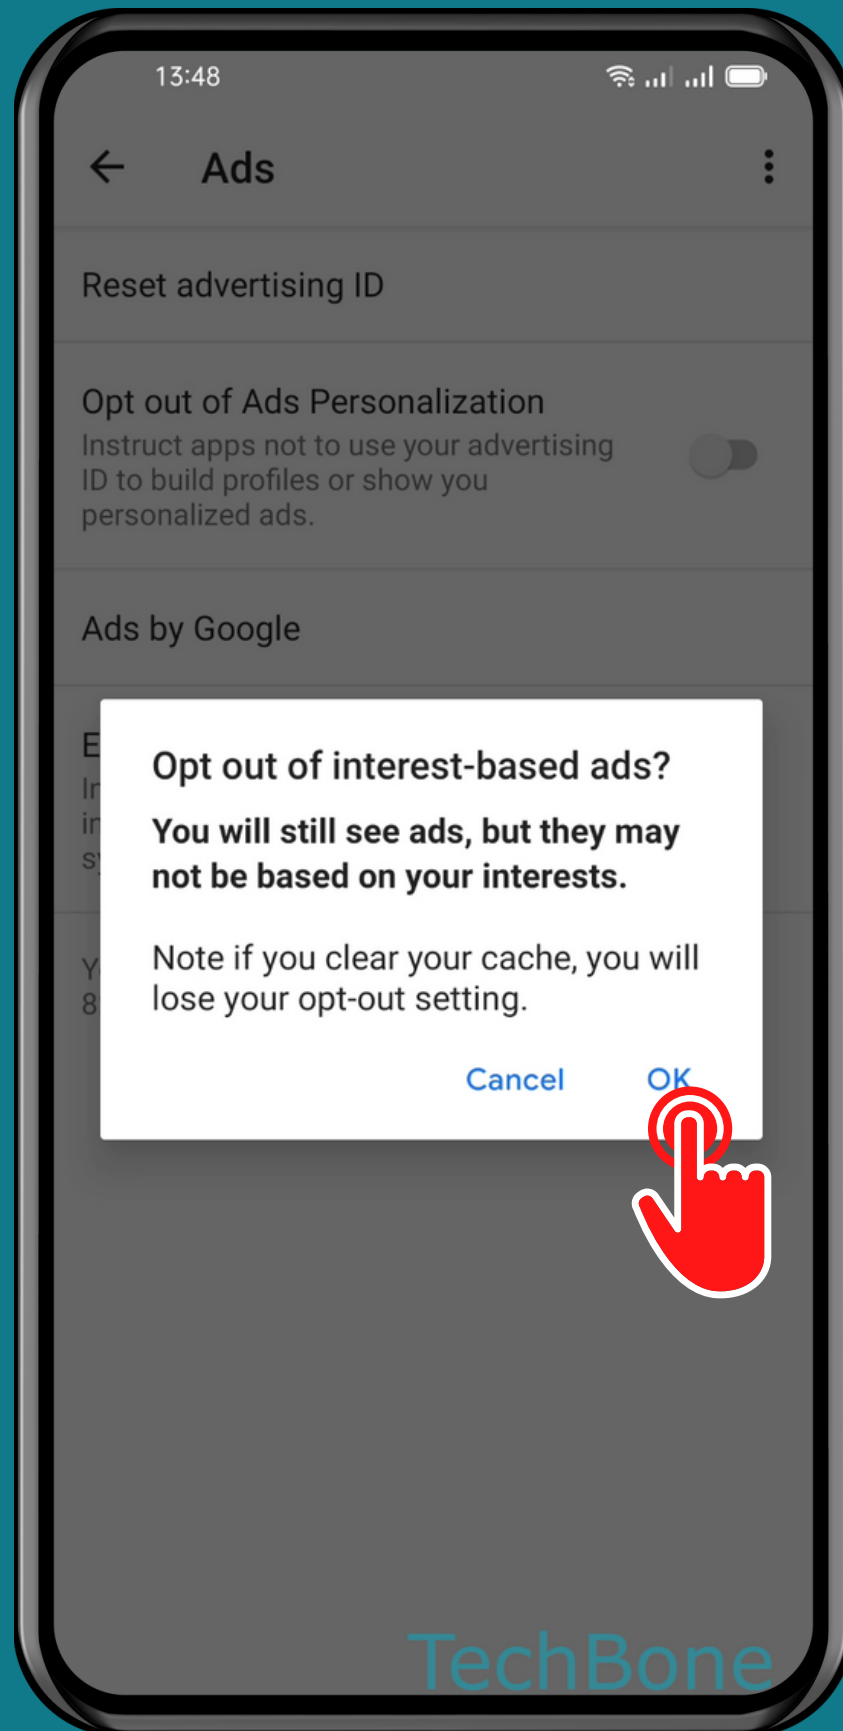 13:48
Ads
Reset advertising ID
Opt out of Ads Personalization
Instruct apps not to use your advertising
ID to build profiles or show you
personalized ads.
Ads by Google
Opt out of interest-based ads?
You will still see ads, but they may
not be based on your interests.
Note if you clear your cache, you will
lose your opt-out setting.
Cancel OK
TechBone